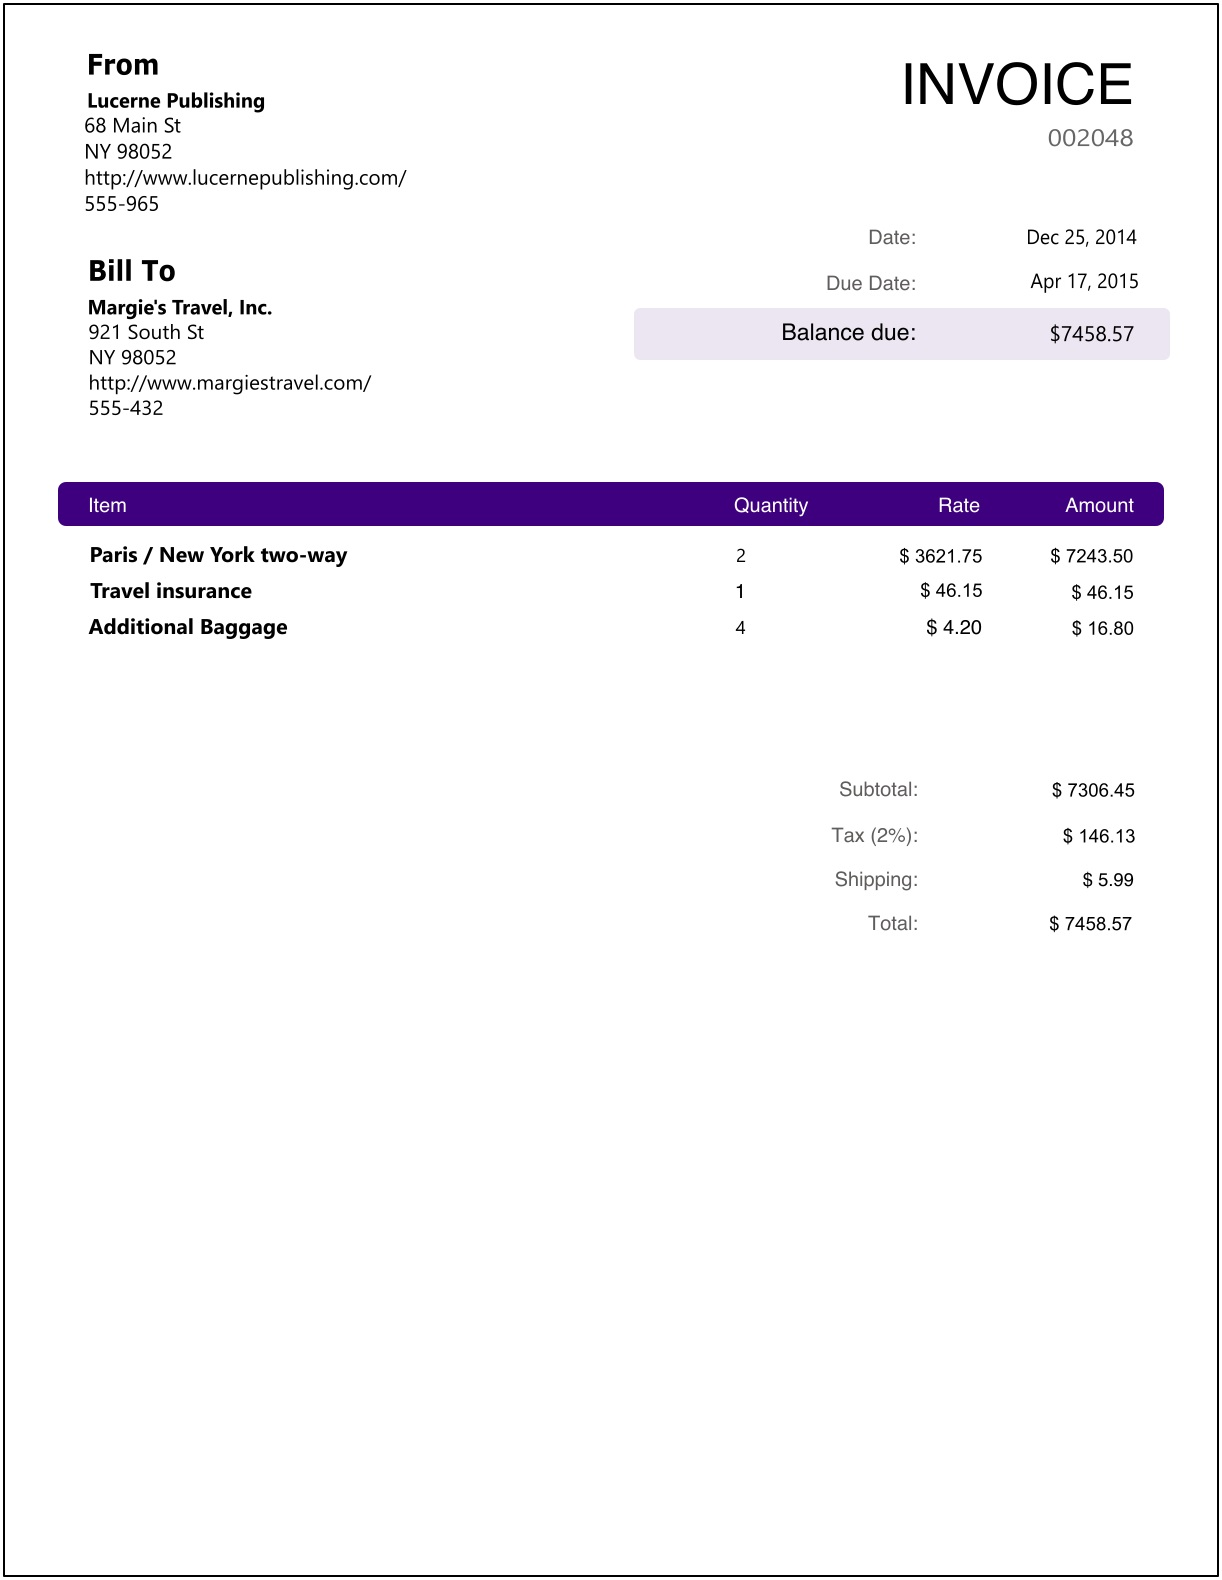 From
Lucerne Publishing
68 Main St
NY 98052
http://www.lucernepublishing.com/
555-965
INVOICE
002048
Date: Dec 25, 2014
Due Date: Apr 17, 2015
Balance due: $7458.57
Bill To
Margie's Travel, Inc.
921 South St
NY 98052
http://www.margiestravel.com/
555-432
Item Quantity Rate Amount
Paris / New York two-way 2 $ 3621.75 $ 7243.50
Travel insurance 1 $ 46.15 $ 46.15
Additional Baggage 4 $ 4.20 $ 16.80
Subtotal: $ 7306.45
Tax (2%): $ 146.13
Shipping: $ 5.99
Total: $ 7458.57